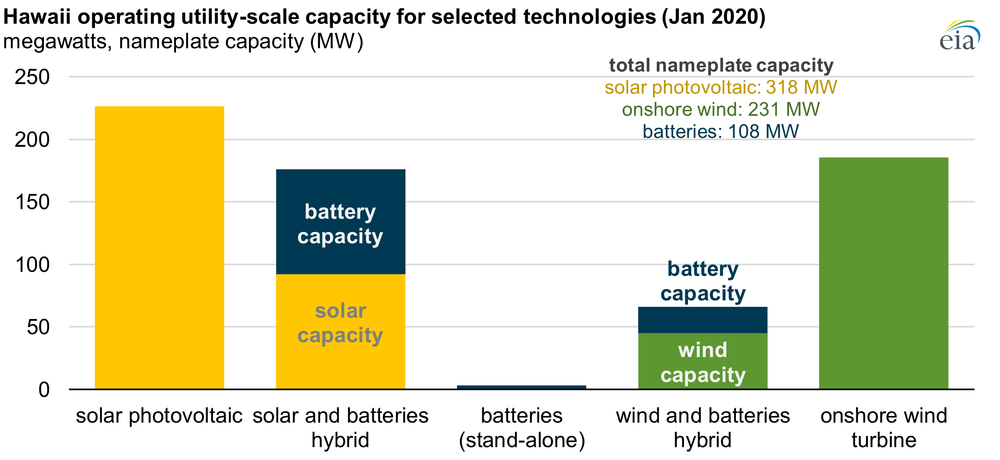 Hawaii operating utility-scale capacity for selected technologies (Jan 2020)
megawatts, nameplate capacity (MW)
eia
total nameplate capacity
solar photovoltaic: 318 MW
onshore wind: 231 MW
batteries: 108 MW
250
200
150
100
50
0
battery
capacity
solar
capacity
battery
capacity
wind
capacity
solar photovoltaic
solar and batteries
hybrid
batteries
(stand-alone)
wind and batteries
hybrid
onshore wind
turbine